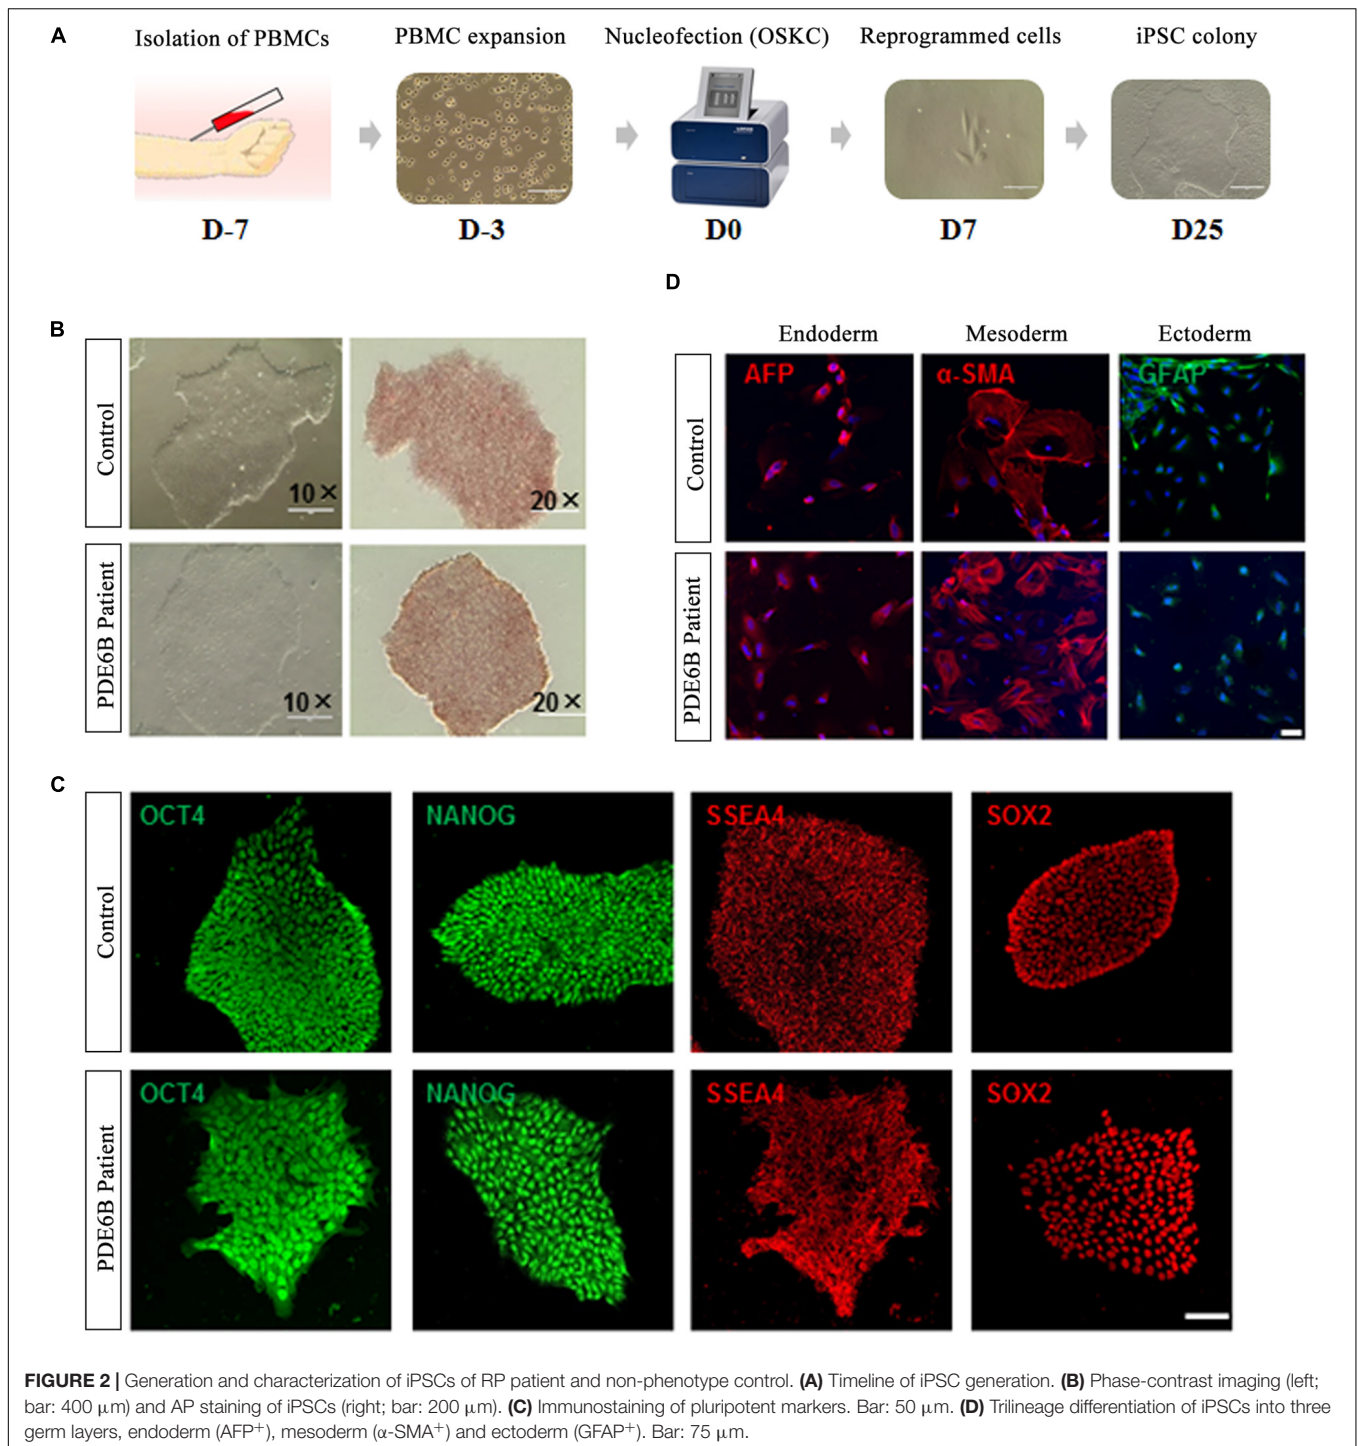 A
Isolation of PBMCs
PBMC expansion
Nucleofection (OSKC)
Reprogrammed cells
iPSC colony
D-7
D-3
D0
D7
D25
B
Control
10×
20×
PDE6B Patient
10×
20×
D
Endoderm
Mesoderm
Ectoderm
Control
AFP
α-SMA
GFAP
PDE6B Patient
C
Control
OCT4
NANOG
SSEA4
SOX2
PDE6B Patient
OCT4
NANOG
SSEA4
SOX2
FIGURE 2 | Generation and characterization of iPSCs of RP patient and non-phenotype control. (A) Timeline of iPSC generation. (B) Phase-contrast imaging (left;
bar: 400 μm) and AP staining of iPSCs (right; bar: 200 μm). (C) Immunostaining of pluripotent markers. Bar: 50 μm. (D) Trilineage differentiation of iPSCs into three
germ layers, endoderm (AFP⁺), mesoderm (α-SMA⁺) and ectoderm (GFAP⁺). Bar: 75 μm.